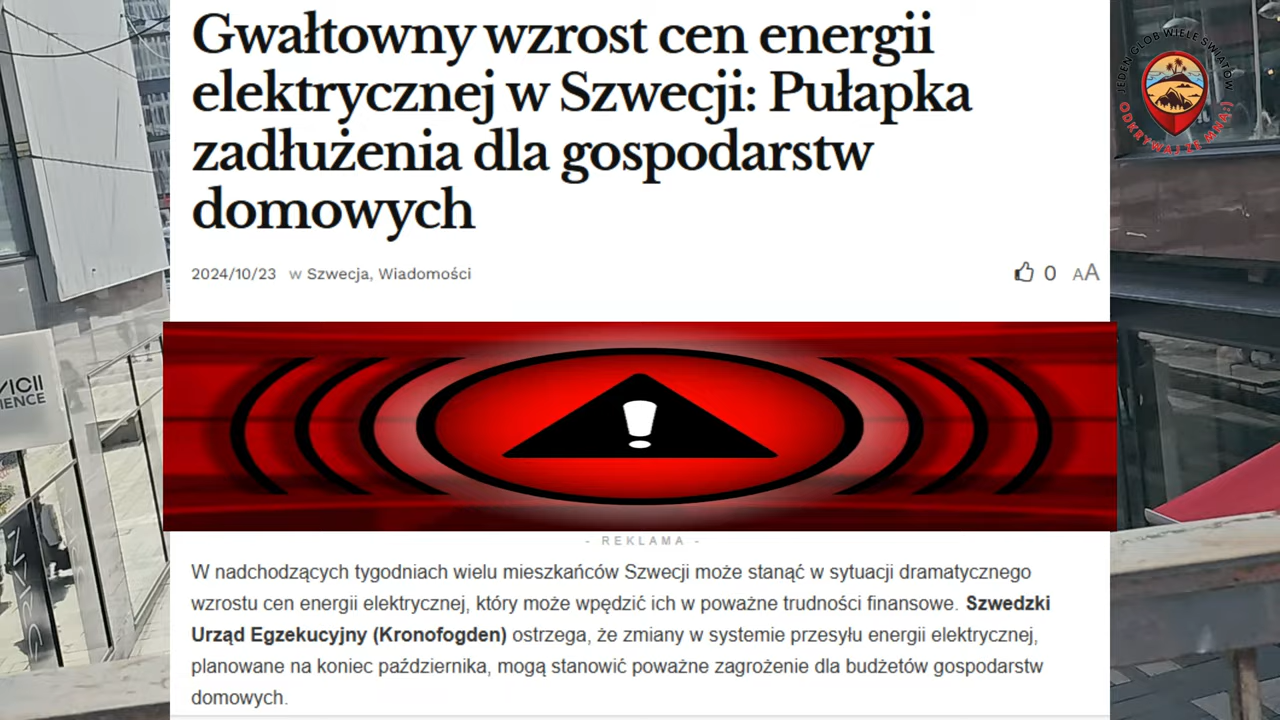 Gwałtowny wzrost cen energii
elektrycznej w Szwecji: Pułapka
zadłużenia dla gospodarstw
domowych
2024/10/23 w Szwecja, Wiadomości
0 AA
JEDEN GLOB WIELE ŚWIATÓW
ODKRYWAJ ZE MNĄ:)
- REKLAMA -
W nadchodzących tygodniach wielu mieszkańców Szwecji może stanąć w sytuacji dramatycznego
wzrostu cen energii elektrycznej, który może wpędzić ich w poważne trudności finansowe. Szwedzki
Urząd Egzekucyjny (Kronofogden) ostrzega, że zmiany w systemie przesyłu energii elektrycznej,
planowane na koniec października, mogą stanowić poważne zagrożenie dla budżetów gospodarstw
domowych.